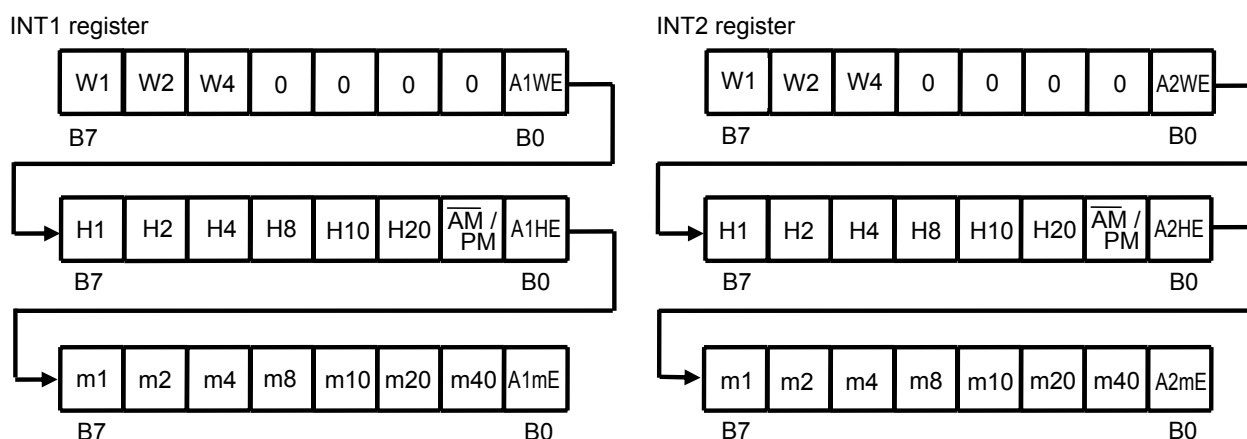 INT1 register
W1 W2 W4 0 0 0 0 A1WE
B7 B0
H1 H2 H4 H8 H10 H20 AM / PM A1HE
B7 B0
m1 m2 m4 m8 m10 m20 m40 A1mE
B7 B0
INT2 register
W1 W2 W4 0 0 0 0 A2WE
B7 B0
H1 H2 H4 H8 H10 H20 AM / PM A2HE
B7 B0
m1 m2 m4 m8 m10 m20 m40 A2mE
B7 B0